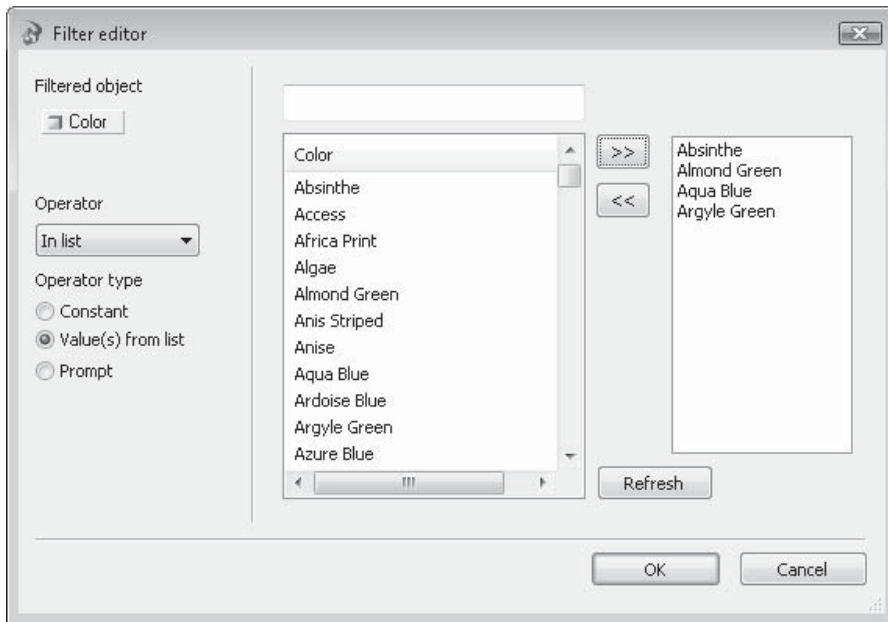 Filter editor
Filtered object
Color
Operator
In list
Operator type
Constant
Value(s) from list
Prompt
Color
Absinthe
Access
Africa Print
Algae
Almond Green
Anis Striped
Anise
Aqua Blue
Ardoise Blue
Argyle Green
Azure Blue
>>
<<
Absinthe
Almond Green
Aqua Blue
Argyle Green
Refresh
OK
Cancel